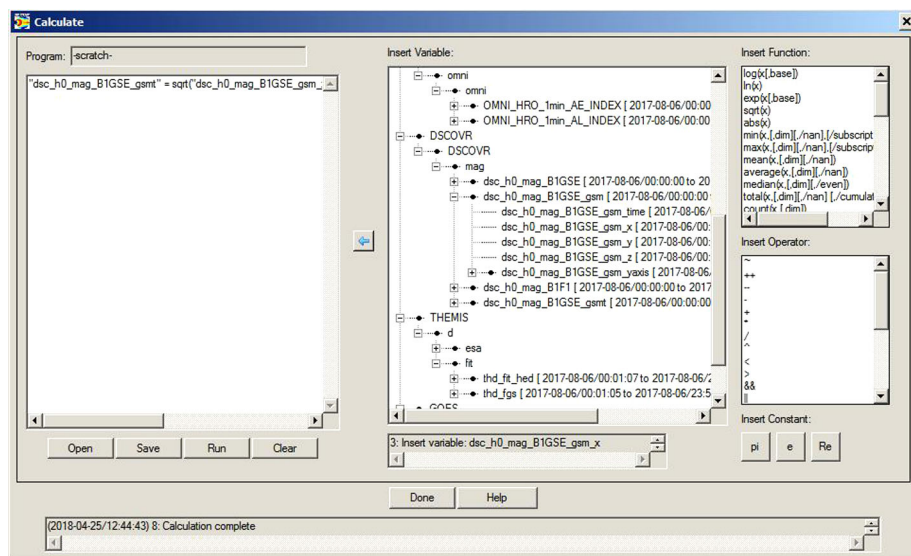 Calculate
Program: -scratch-
"dsc_h0_mag_B1GSE_gsmt" = sqrt("dsc_h0_mag_B1GSE_gsm_
Open Save Run Clear
Insert Variable:
omni
omni
OMNI_HRO_1min_AE_INDEX [ 2017-08-06/00:00
OMNI_HRO_1min_AL_INDEX [ 2017-08-06/00:00
DSCOVR
DSCOVR
mag
dsc_h0_mag_B1GSE [ 2017-08-06/00:00:00 to 20
dsc_h0_mag_B1GSE_gsm [ 2017-08-06/00:00:00
dsc_h0_mag_B1GSE_gsm_time [ 2017-08-06/
dsc_h0_mag_B1GSE_gsm_x [ 2017-08-06/00:
dsc_h0_mag_B1GSE_gsm_y [ 2017-08-06/00:
dsc_h0_mag_B1GSE_gsm_z [ 2017-08-06/00:
dsc_h0_mag_B1GSE_gsm_yaxis [ 2017-08-06
dsc_h0_mag_B1F1 [ 2017-08-06/00:00:00 to 2017
dsc_h0_mag_B1GSE_gsmt [ 2017-08-06/00:00:00
THEMIS
d
esa
fit
thd_fit_hed [ 2017-08-06/00:01:07 to 2017-08-06/2
thd_fgs [ 2017-08-06/00:01:05 to 2017-08-06/23:5
GOES
3: Insert variable: dsc_h0_mag_B1GSE_gsm_x
Insert Function:
log(x[,base])
ln(x)
exp(x[,base])
sqrt(x)
abs(x)
min(x,[,dim][,/nan],[/subscript
max(x,[,dim][,/nan],[/subscrip
mean(x,[,dim][,/nan])
average(x,[,dim][,/nan])
median(x,[,dim][,/even])
total(x,[,dim][,/nan] [,/cumulat
count(x,[,dim])
Insert Operator:
~
++
--
-
+
*
/
^
<
>
&&
||
Insert Constant:
pi e Re
Done Help
(2018-04-25/12:44:43) 8: Calculation complete